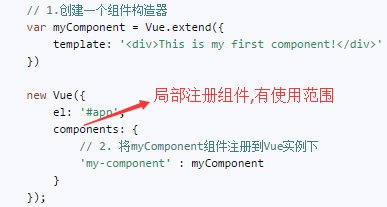 // 1.创建一个组件构造器
var myComponent = Vue.extend({
template: '<div>This is my first component!</div>'
})
new Vue({
局部注册组件,有使用范围
el: '#app',
components: {
// 2. 将myComponent组件注册到Vue实例下
'my-component' : myComponent
}
});